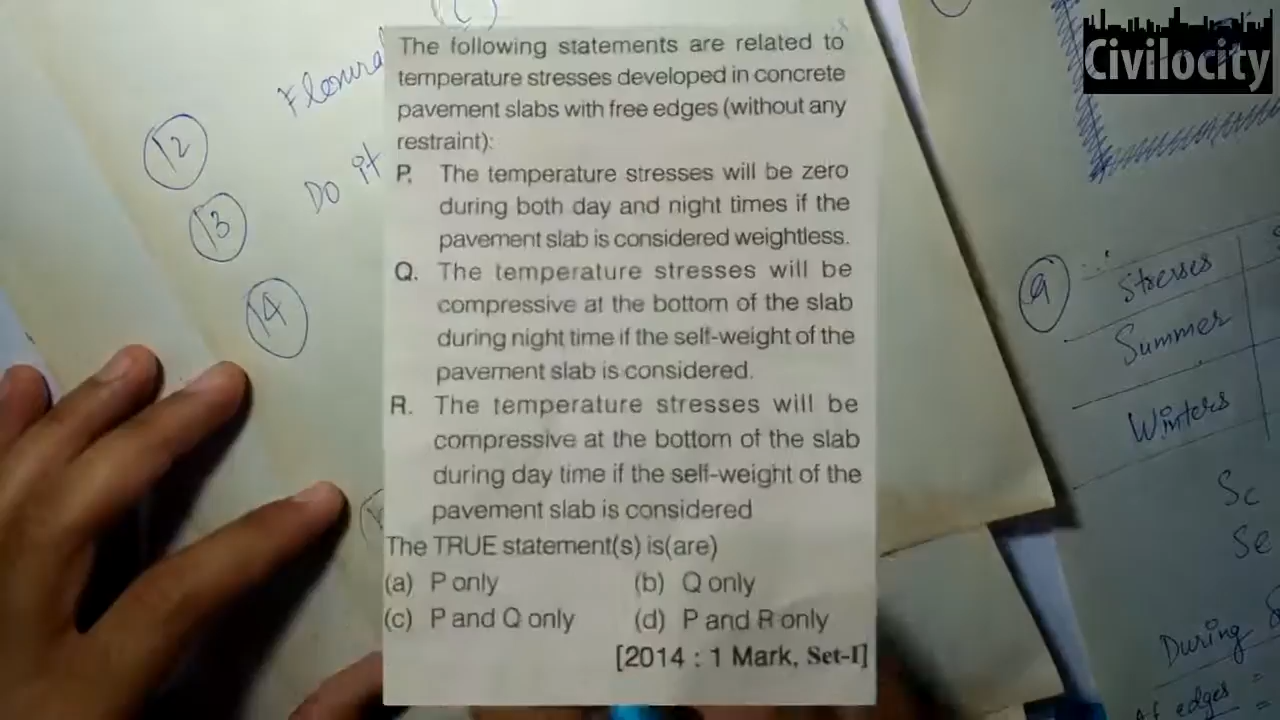 Civilocity
The following statements are related to
temperature stresses developed in concrete
pavement slabs with free edges (without any
restraint):
P. The temperature stresses will be zero
during both day and night times if the
pavement slab is considered weightless.
Q. The temperature stresses will be
compressive at the bottom of the slab
during night time if the self-weight of the
pavement slab is considered.
R. The temperature stresses will be
compressive at the bottom of the slab
during day time if the self-weight of the
pavement slab is considered
The TRUE statement(s) is(are)
(a) P only (b) Q only
(c) P and Q only (d) P and R only
[2014 : 1 Mark, Set-I]
12
13
14
Do it
9 Stresses
Summer
Winters
Sc
Se
During
At edges =